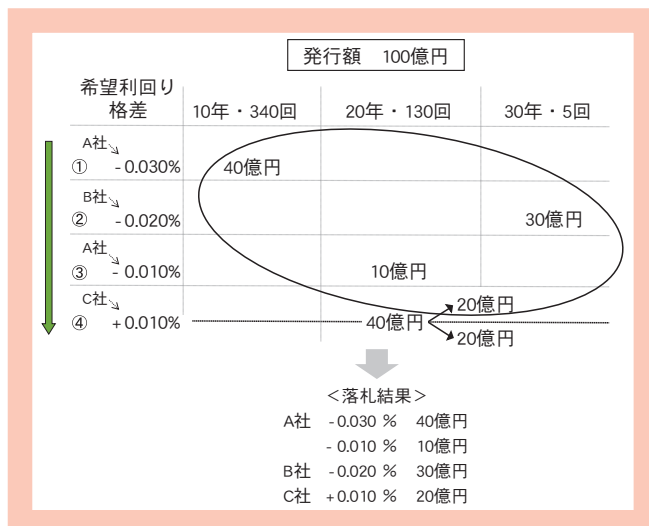 発行額　100億円
希望利回り
格差
10年・340回　20年・130回　30年・5回
A社
① -0.030%　40億円
B社
② -0.020%　30億円
A社
③ -0.010%　10億円
C社
④ +0.010%　40億円
20億円
20億円
＜落札結果＞
A社　-0.030 %　40億円
-0.010 %　10億円
B社　-0.020 %　30億円
C社　+0.010 %　20億円